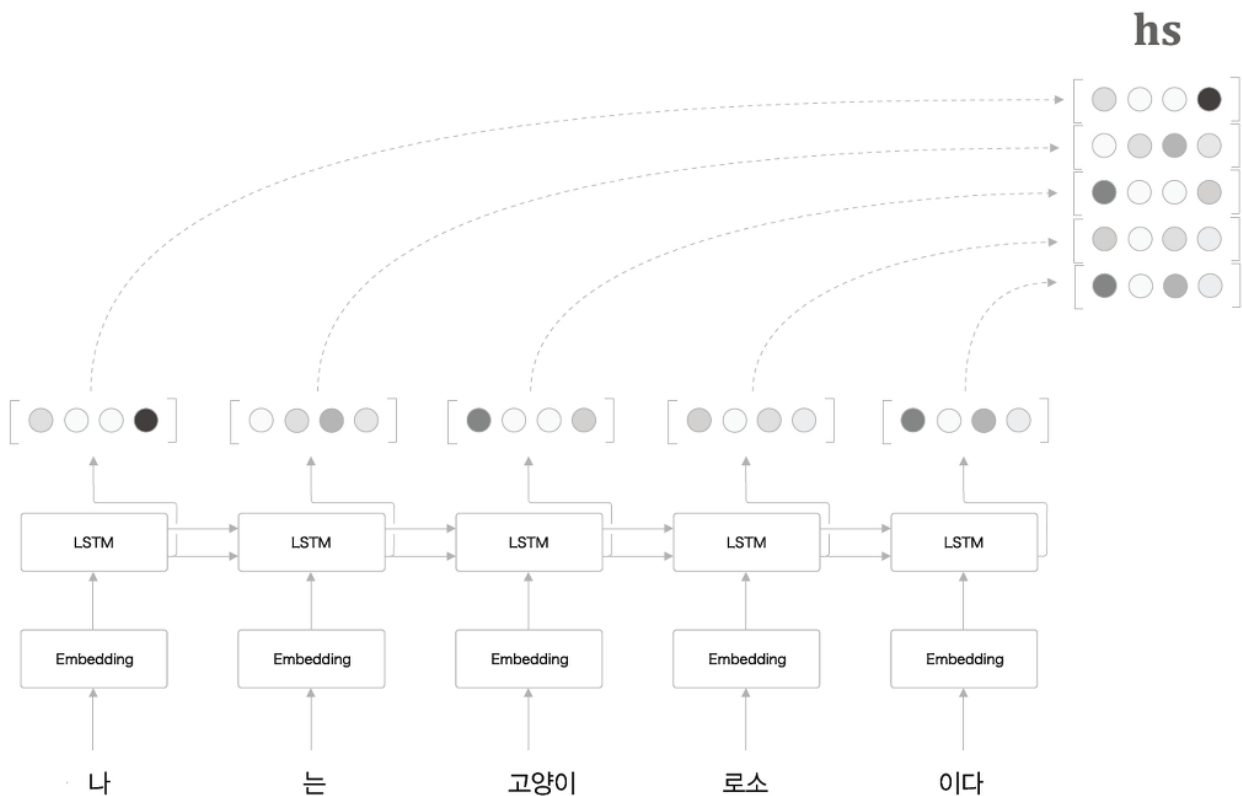 hs
LSTM LSTM LSTM LSTM LSTM
Embedding Embedding Embedding Embedding Embedding
나 는 고양이 로소 이다